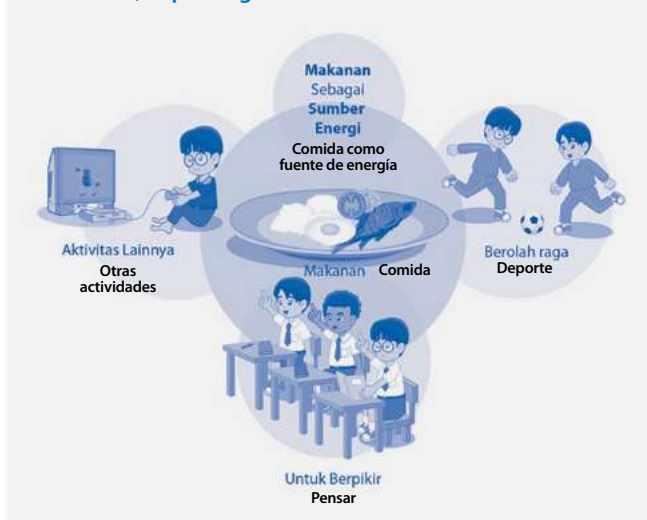 Makanan
Sebagai
Sumber
Energi
Comida como
fuente de energía
Aktivitas Lainnya
Otras
actividades
Makanan Comida
Berolah raga
Deporte
Untuk Berpikir
Pensar